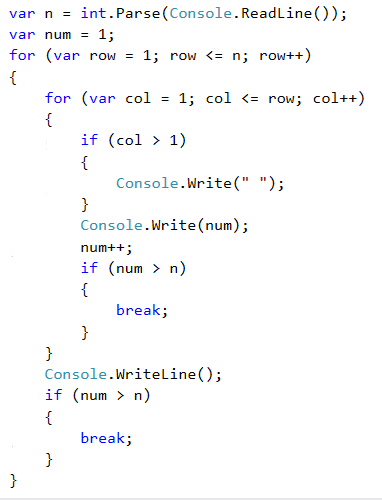 var n = int.Parse(Console.ReadLine());
var num = 1;
for (var row = 1; row <= n; row++)
{
    for (var col = 1; col <= row; col++)
    {
        if (col > 1)
        {
            Console.Write(" ");
        }
        Console.Write(num);
        num++;
        if (num > n)
        {
            break;
        }
    }
    Console.WriteLine();
    if (num > n)
    {
        break;
    }
}